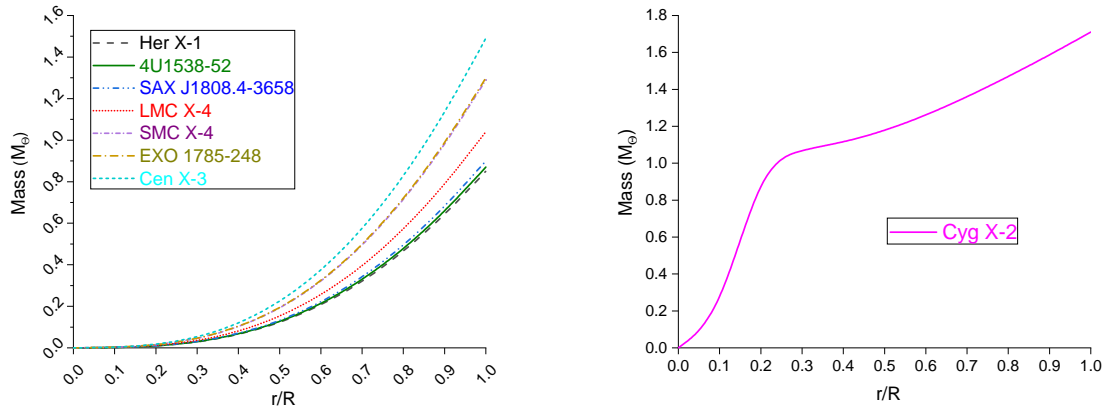 1.6
1.4
1.2
1.0
0.8
0.6
0.4
0.2
0.0
Mass (M_Θ)
Her X-1
4U1538-52
SAX J1808.4-3658
LMC X-4
SMC X-4
EXO 1785-248
Cen X-3
0.0 0.1 0.2 0.3 0.4 0.5 0.6 0.7 0.8 0.9 1.0
r/R
1.8
1.6
1.4
1.2
1.0
0.8
0.6
0.4
0.2
0.0
Mass (M_Θ)
Cyg X-2
0.0 0.1 0.2 0.3 0.4 0.5 0.6 0.7 0.8 0.9 1.0
r/R